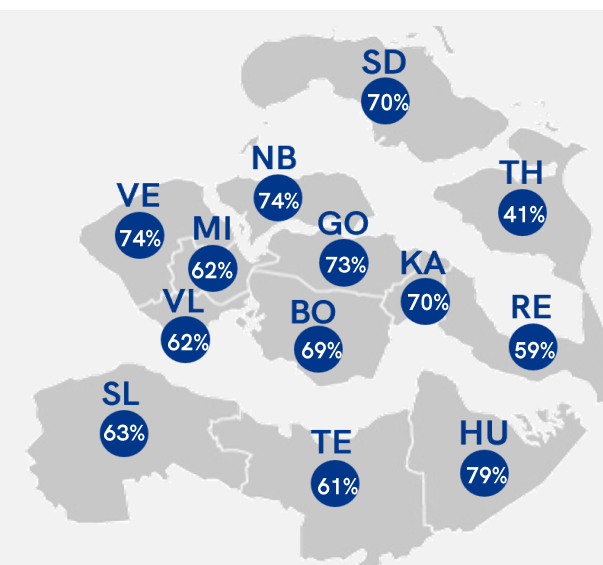 SD
70%
NB
74%
TH
41%
VE
74%
MI
62%
GO
73%
KA
70%
VL
62%
BO
69%
RE
59%
SL
63%
TE
61%
HU
79%